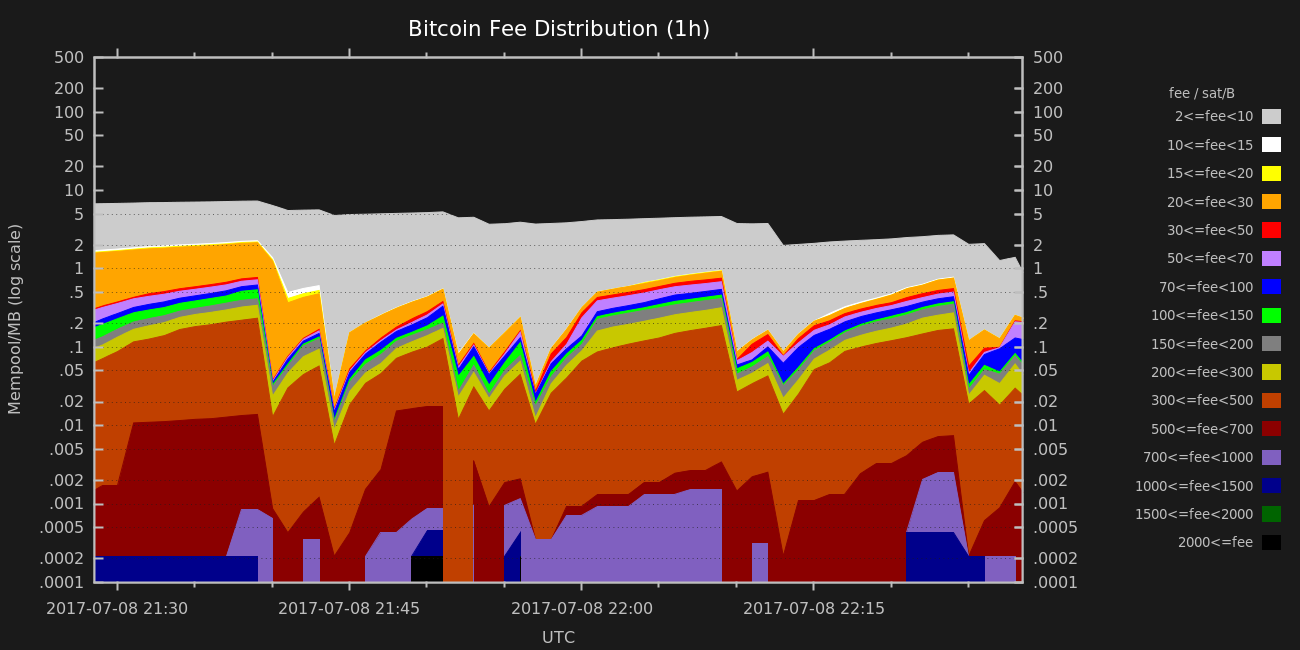 Bitcoin Fee Distribution (1h)
Mempool/MB (log scale)
500
200
100
50
20
10
5
2
1
.5
.2
.1
.05
.02
.01
.005
.002
.001
.0005
.0002
.0001
500
200
100
50
20
10
5
2
1
.5
.2
.1
.05
.02
.01
.005
.002
.001
.0005
.0002
.0001
2017-07-08 21:30
2017-07-08 21:45
2017-07-08 22:00
2017-07-08 22:15
UTC
fee / sat/B
2<=fee<10
10<=fee<15
15<=fee<20
20<=fee<30
30<=fee<50
50<=fee<70
70<=fee<100
100<=fee<150
150<=fee<200
200<=fee<300
300<=fee<500
500<=fee<700
700<=fee<1000
1000<=fee<1500
1500<=fee<2000
2000<=fee